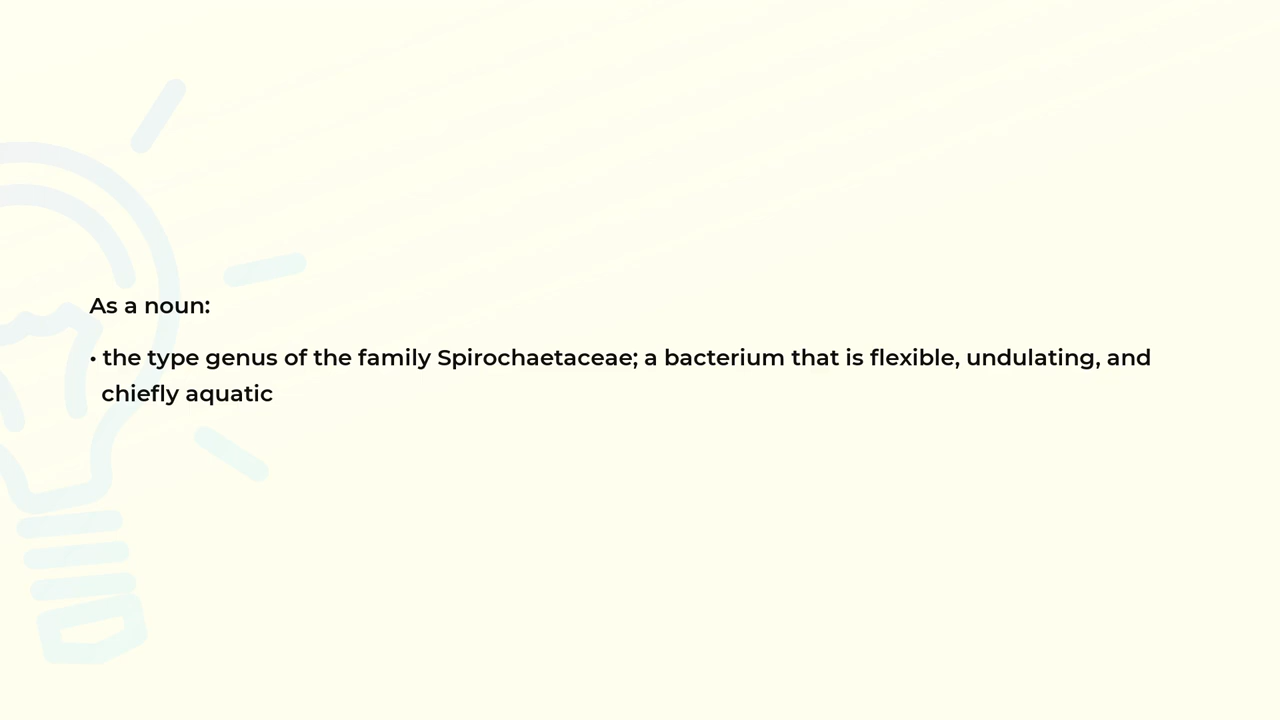 As a noun:
• the type genus of the family Spirochaetaceae; a bacterium that is flexible, undulating, and
chiefly aquatic